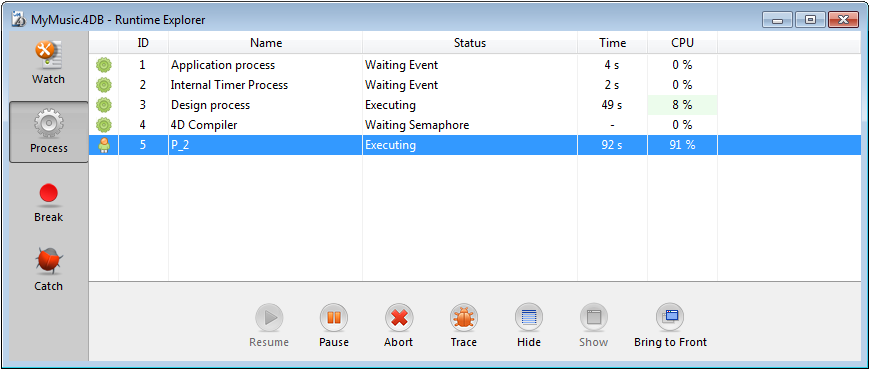 MyMusic.4DB - Runtime Explorer
Watch
Process
Break
Catch
ID Name Status Time CPU
1 Application process Waiting Event 4 s 0 %
2 Internal Timer Process Waiting Event 2 s 0 %
3 Design process Executing 49 s 8 %
4 4D Compiler Waiting Semaphore - 0 %
5 P_2 Executing 92 s 91 %
Resume Pause Abort Trace Hide Show Bring to Front